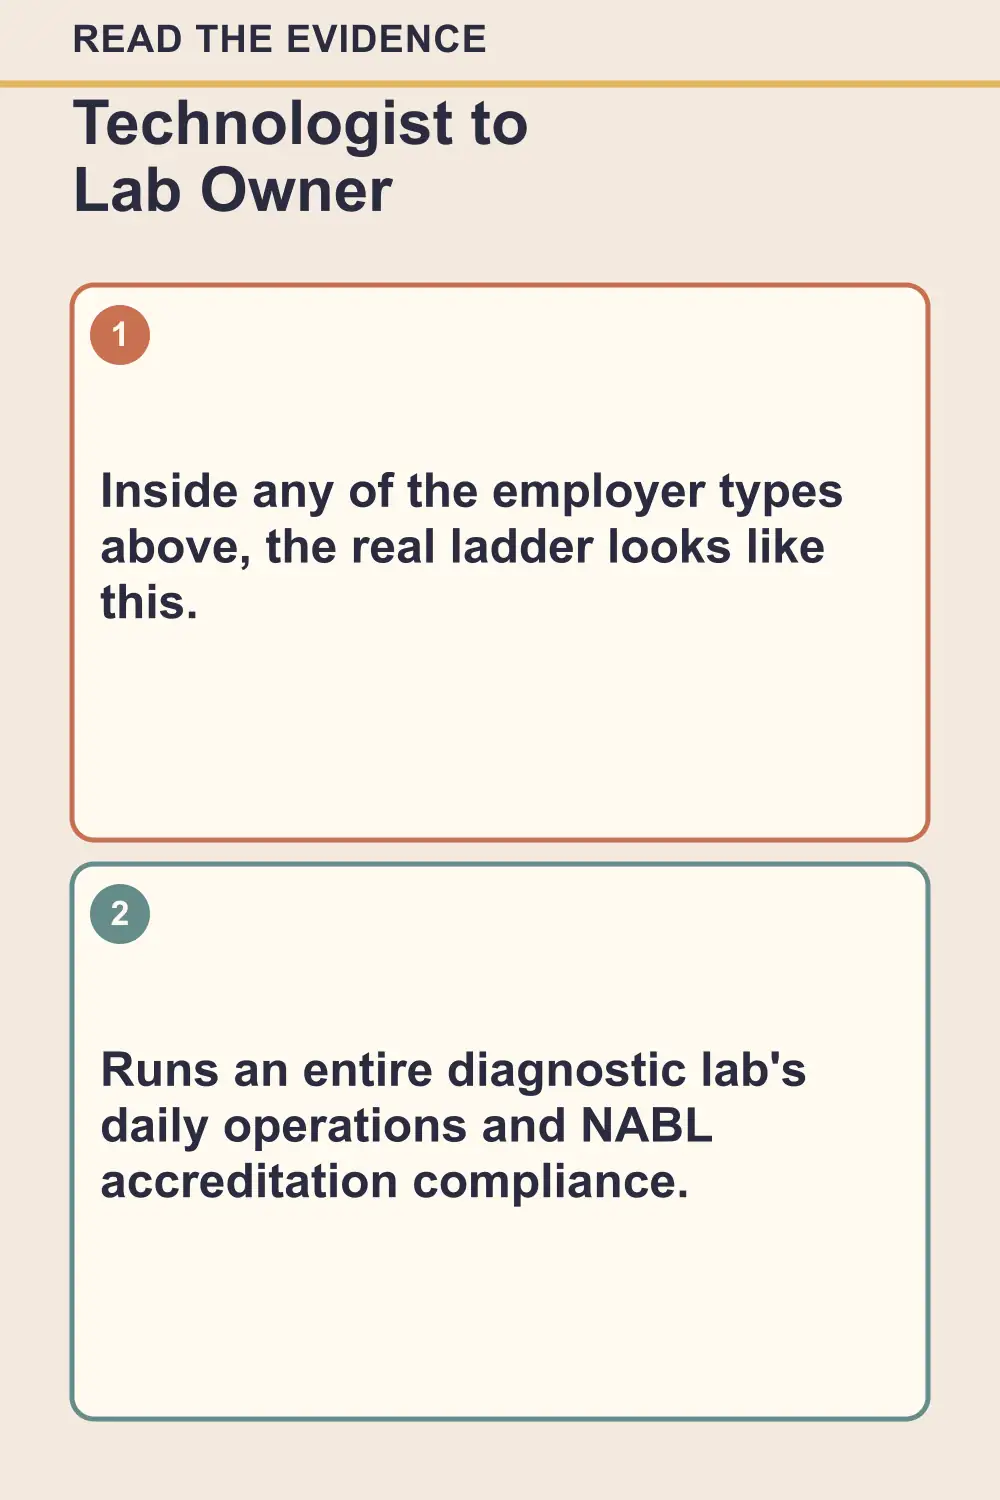 READ THE EVIDENCE
Technologist to
Lab Owner
1
Inside any of the employer types
above, the real ladder looks like
this.
2
Runs an entire diagnostic lab's
daily operations and NABL
accreditation compliance.